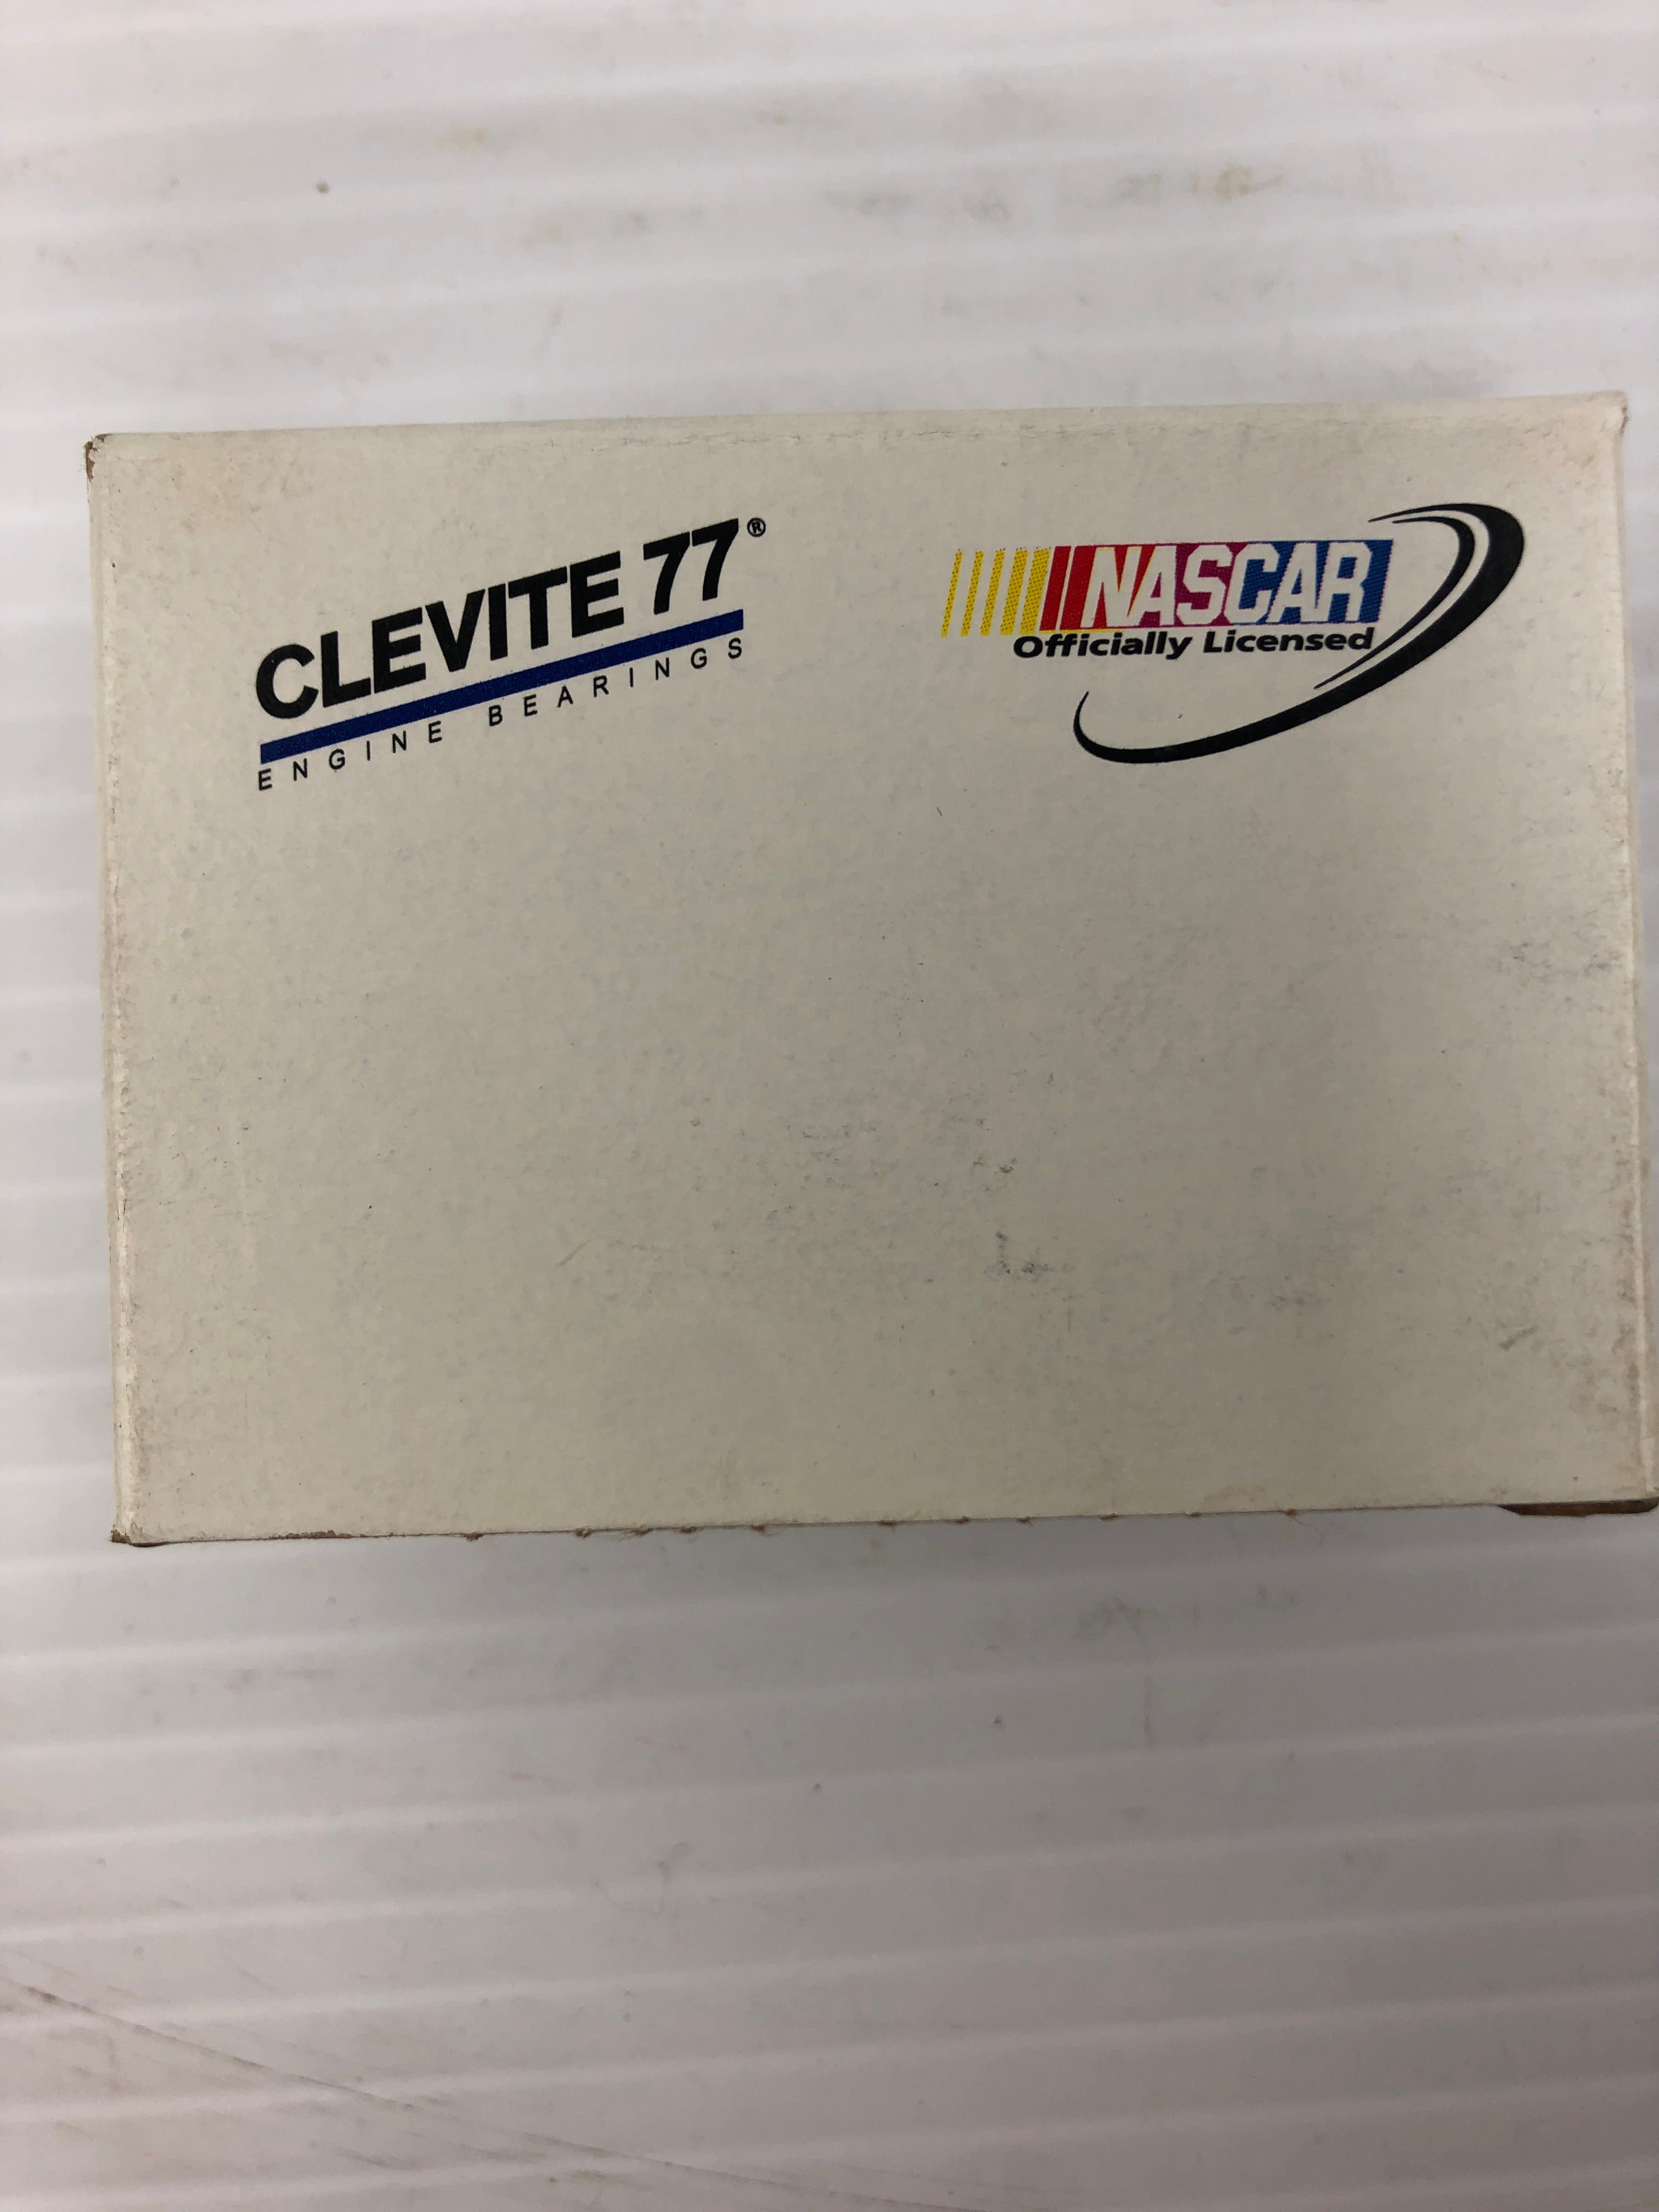 CLEVITE 77®
ENGINE BEARINGS
NASCAR
Officially Licensed